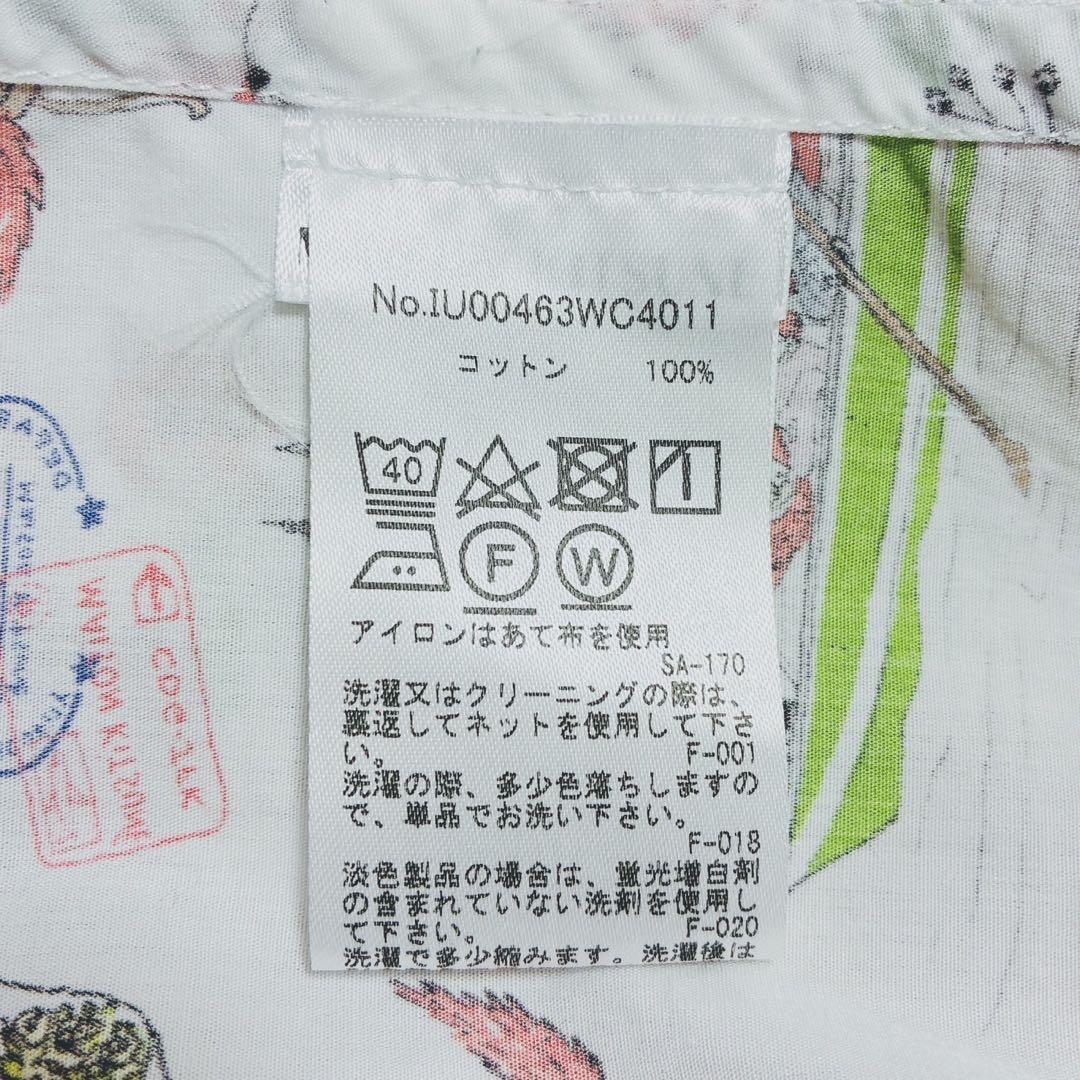 No.IU00463WC4011
コットン 100%
40
F
W
アイロンはあて布を使用
SA-170
洗濯又はクリーニングの際は、
裏返してネットを使用して下さ
い。 F-001
洗濯の際、多少色落ちしますの
で、単品でお洗い下さい。
F-018
淡色製品の場合は、蛍光増白剤
の含まれていない洗剤を使用し
て下さい。 F-020
洗濯で多少縮みます。洗濯後は